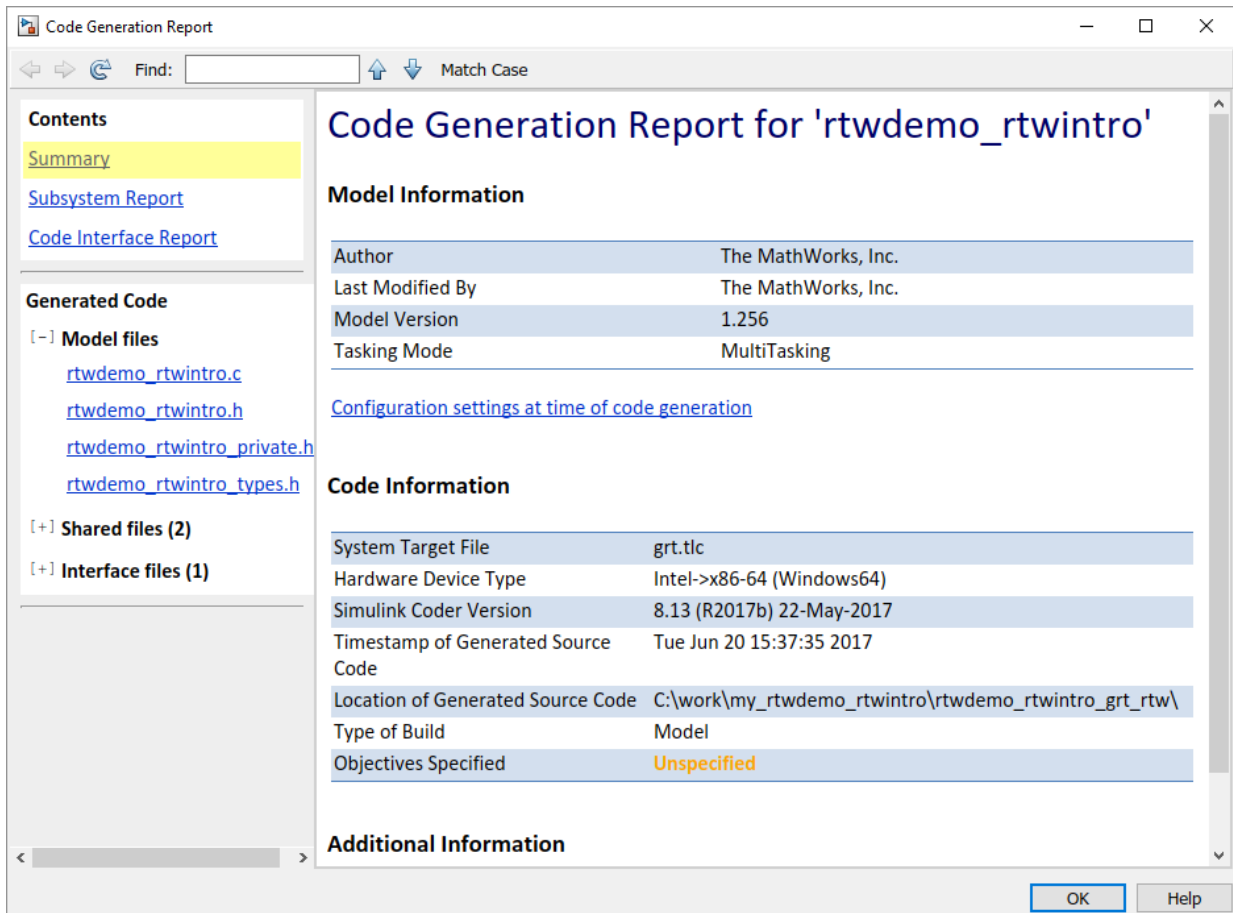 Code Generation Report
Find:
Match Case
Contents
Summary
Subsystem Report
Code Interface Report
Generated Code
[-] Model files
rtwdemo_rtwintro.c
rtwdemo_rtwintro.h
rtwdemo_rtwintro_private.h
rtwdemo_rtwintro_types.h
[+] Shared files (2)
[+] Interface files (1)
Code Generation Report for 'rtwdemo_rtwintro'
Model Information
Author The MathWorks, Inc.
Last Modified By The MathWorks, Inc.
Model Version 1.256
Tasking Mode MultiTasking
Configuration settings at time of code generation
Code Information
System Target File grt.tlc
Hardware Device Type Intel->x86-64 (Windows64)
Simulink Coder Version 8.13 (R2017b) 22-May-2017
Timestamp of Generated Source Tue Jun 20 15:37:35 2017
Code
Location of Generated Source Code C:\work\my_rtwdemo_rtwintro\rtwdemo_rtwintro_grt_rtw\
Type of Build Model
Objectives Specified Unspecified
Additional Information
OK
Help